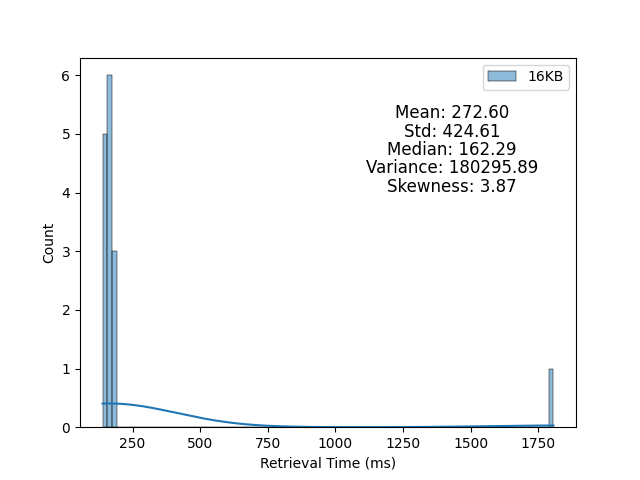 16KB
Mean: 272.60
Std: 424.61
Median: 162.29
Variance: 180295.89
Skewness: 3.87
Count
6
5
4
3
2
1
0
250 500 750 1000 1250 1500 1750
Retrieval Time (ms)